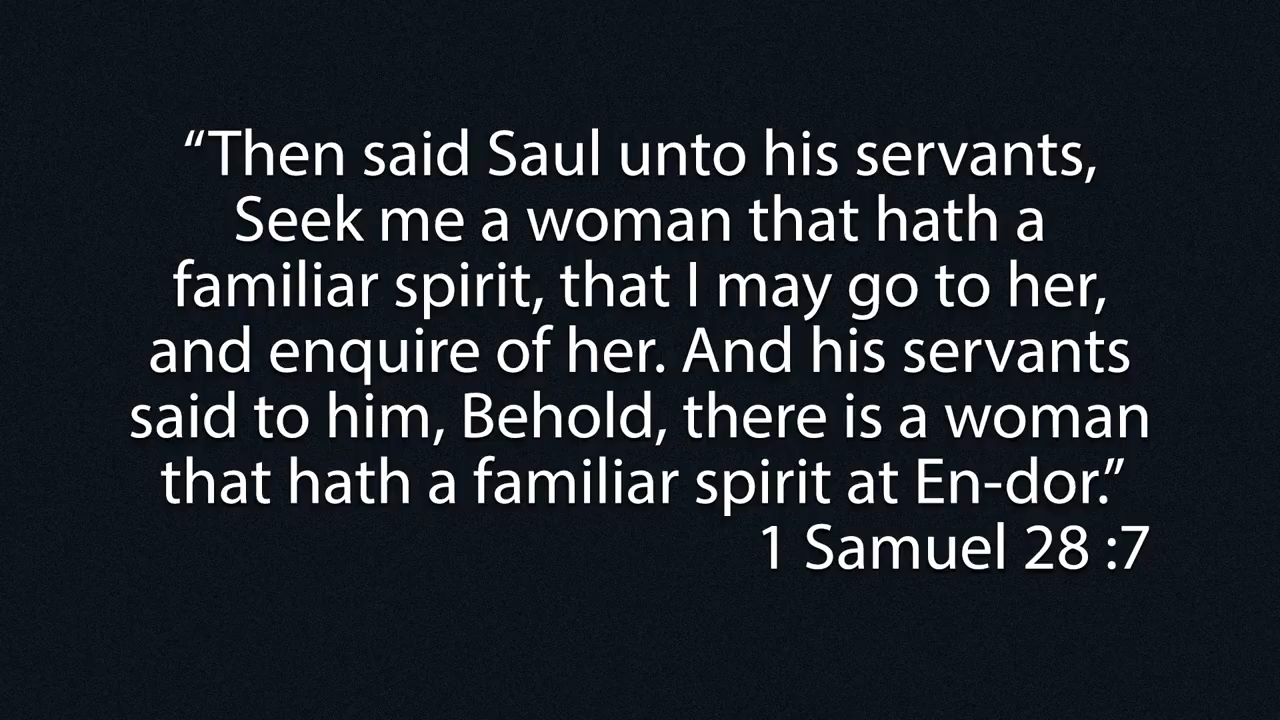 “Then said Saul unto his servants,
Seek me a woman that hath a
familiar spirit, that I may go to her,
and enquire of her. And his servants
said to him, Behold, there is a woman
that hath a familiar spirit at En-dor.”
1 Samuel 28 :7